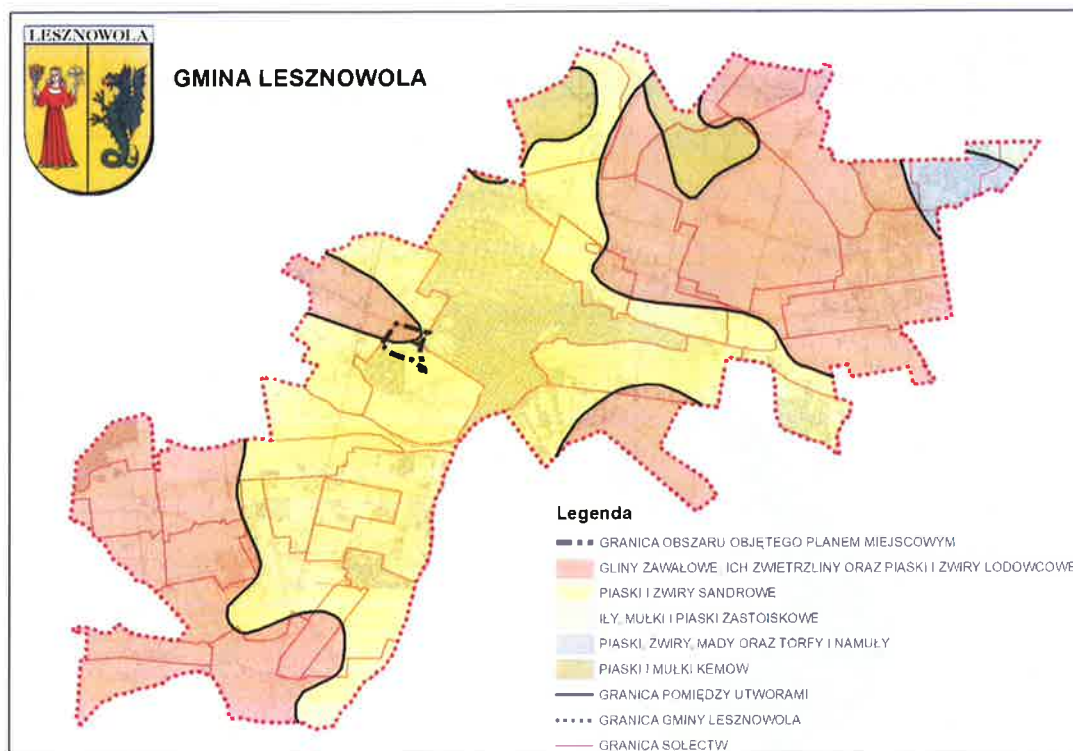 LESZNOWOLA
GMINA LESZNOWOLA
Legenda
GRANICA OBSZARU OBJĘTEGO PLANEM MIEJSCOWYM
GLINY ZAWAŁOWE, ICH ZWIETRZLINY ORAZ PIASKI I ŻWIRY LODOWCOWE
PIASKI I ŻWIRY SANDROWE
IŁY, MUŁKI I PIASKI ZASTOISKOWE
PIASKI, ŻWIRY, MADY ORAZ TORFY I NAMUŁY
PIASKI I MUŁKI KEMÓW
GRANICA POMIĘDZY UTWORAMI
GRANICA GMINY LESZNOWOLA
GRANICA SOŁECTW